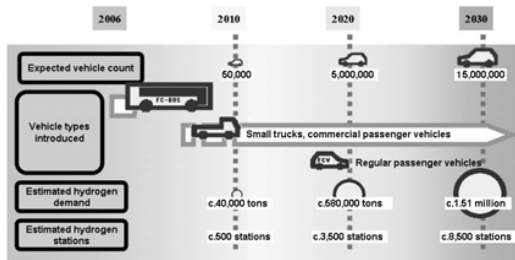 2006 2010 2020 2030
Expected vehicle count
50,000 5,000,000 15,000,000
FC-BUS
Vehicle types
introduced
Small trucks, commercial passenger vehicles
FCV
Regular passenger vehicles
Estimated hydrogen
demand
c.40,000 tons c.580,000 tons c.1.51 million
Estimated hydrogen
stations
c.500 stations c.3,500 stations c.8,500 stations